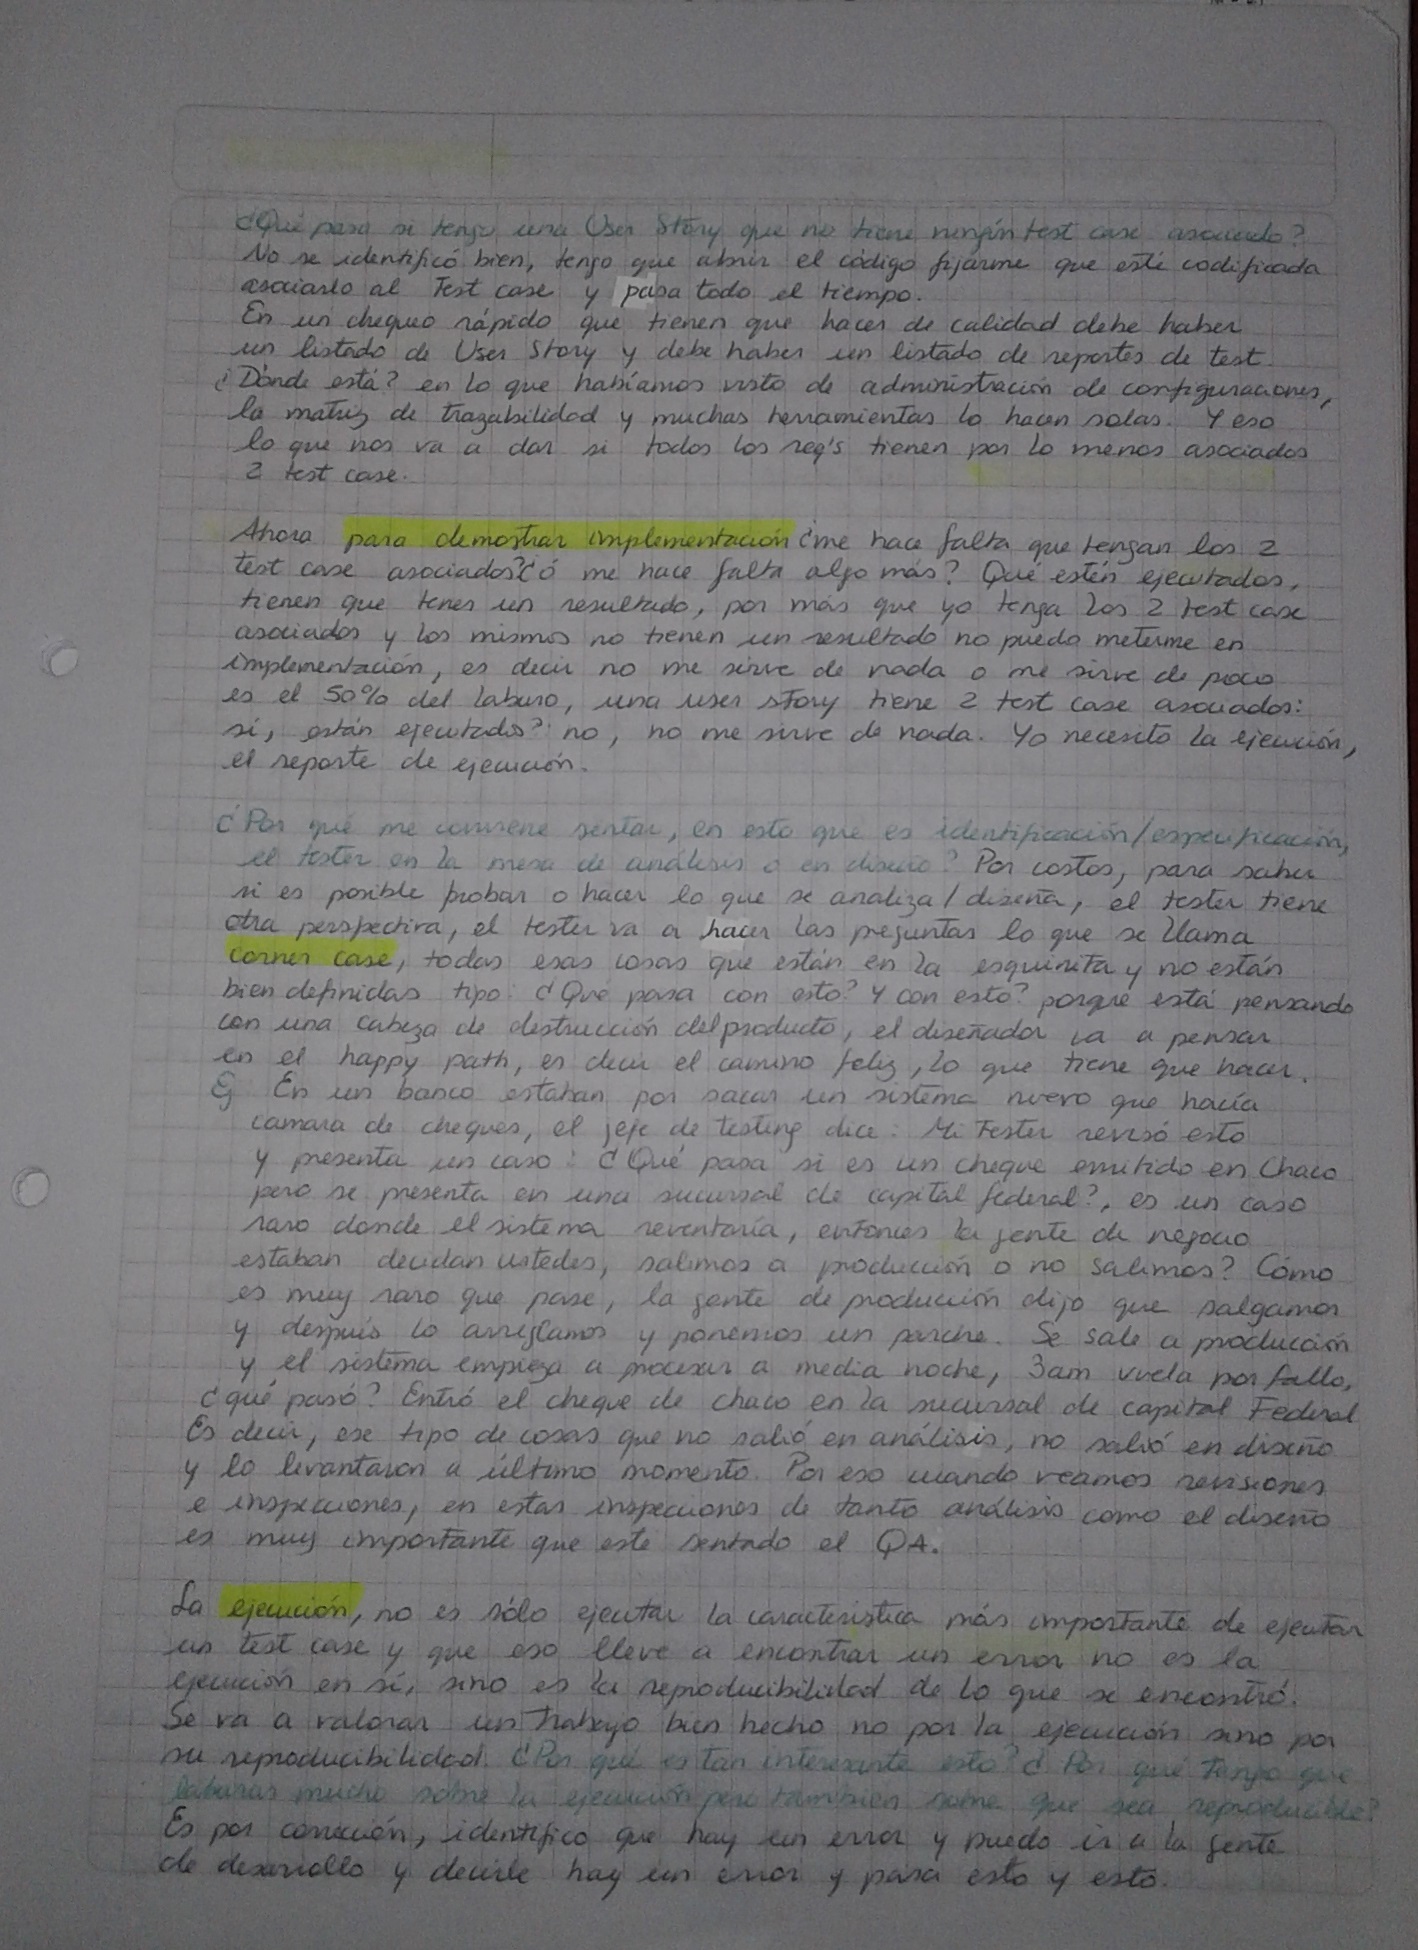 ¿Qué pasa si tengo una User Story que no tiene ningún test case asociado?
No se identificó bien, tengo que abrir el código fijarme que esté codificada
asociarlo al Test case y pasa todo el tiempo.
En un chequeo rápido que tienen que hacer de calidad debe haber
un listado de User Story y debe haber un listado de reportes de test.
¿Dónde está? en lo que habíamos visto de administración de configuraciones,
la matriz de trazabilidad y muchas herramientas lo hacen solas. Y eso
lo que nos va a dar si todos los req's tienen por lo menos asociados
2 test case.
Ahora para demostrar implementación ¿me hace falta que tengan los 2
test case asociados? ¿ó me hace falta algo más? Qué estén ejecutados,
tienen que tener un resultado, por más que yo tenga los 2 test case
asociados y los mismos no tienen un resultado no puedo meterme en
implementación, es decir no me sirve de nada o me sirve de poco
es el 50% del laburo, una user story tiene 2 test case asociados:
sí, están ejecutados? no, no me sirve de nada. Yo necesito la ejecución,
el reporte de ejecución.
¿Por qué me conviene sentar, en esto que es identificación/especificación,
el tester en la mesa de análisis o en diseño? Por costos, para saber
si es posible probar o hacer lo que se analiza/diseña, el tester tiene
otra perspectiva, el tester va a hacer las preguntas lo que se llama
corner case, todas esas cosas que están en la esquinita y no están
bien definidas tipo: ¿Qué pasa con esto? Y con esto? porque está pensando
con una cabeza de destrucción del producto, el diseñador va a pensar
en el happy path, es decir el camino feliz, lo que tiene que hacer.
Ej En un banco estaban por sacar un sistema nuevo que hacía
camara de cheques, el jefe de testing dice: Mi Tester revisó esto
y presenta un caso: ¿Qué pasa si es un cheque emitido en Chaco
pero se presenta en una sucursal de capital federal?, es un caso
raro donde el sistema reventaría, entonces la gente de negocio
estaban decidan ustedes, salimos a producción o no salimos? Cómo
es muy raro que pase, la gente de producción dijo que salgamos
y después lo arreglamos y ponemos un parche. Se sale a producción
y el sistema empieza a procesar a media noche, 3am vuela por fallo,
¿qué pasó? Entró el cheque de chaco en la sucursal de capital Federal
Es decir, ese tipo de cosas que no salió en análisis, no salió en diseño
y lo levantaron a último momento. Por eso cuando veamos revisiones
e inspecciones, en estas inspecciones de tanto análisis como el diseño
es muy importante que esté sentado el QA.
La ejecución, no es sólo ejecutar la característica más importante de ejecutar
un test case y que eso lleve a encontrar un error no es la
ejecución en sí, sino es la reproducibilidad de lo que se encontró.
Se va a valorar un trabajo bien hecho no por la ejecución sino por
su reproducibilidad. ¿Por qué es tan interesante esto? ¿Por qué tengo que
laburar mucho sobre la ejecución pero tambien sobre que sea reproducible?
Es por conección, identifico que hay un error y puedo ir a la gente
de desarrollo y decirle hay un error y pasa esto y esto.